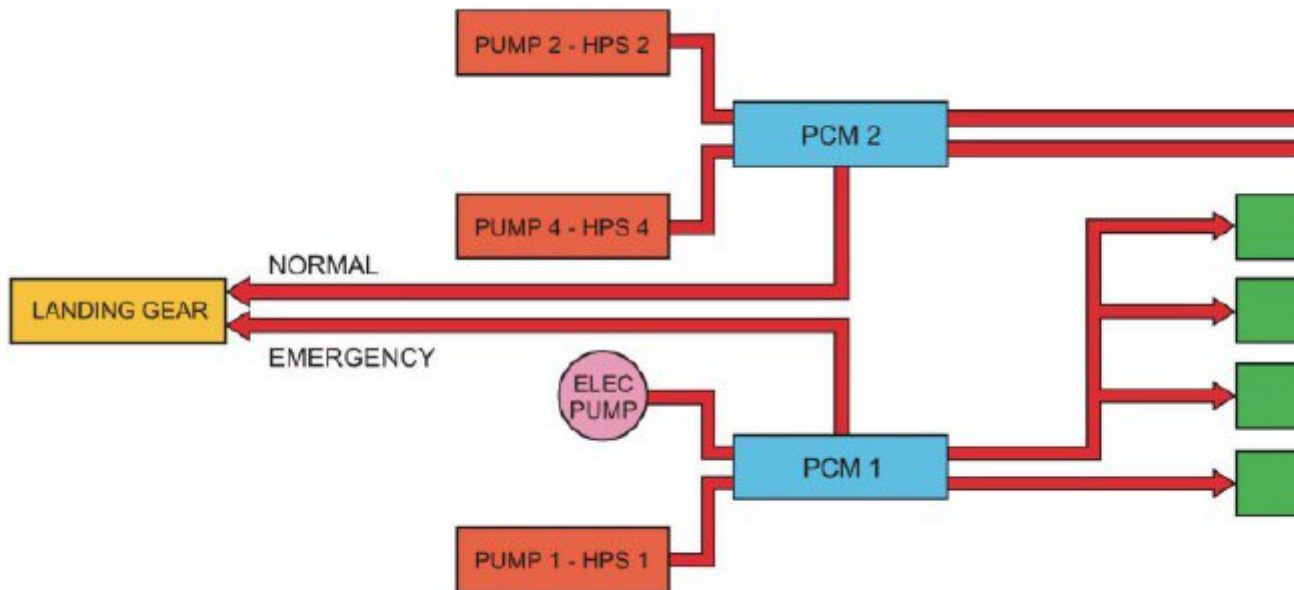 PUMP 2 - HPS 2
PCM 2
PUMP 4 - HPS 4
NORMAL
LANDING GEAR
EMERGENCY
ELEC
PUMP
PCM 1
PUMP 1 - HPS 1